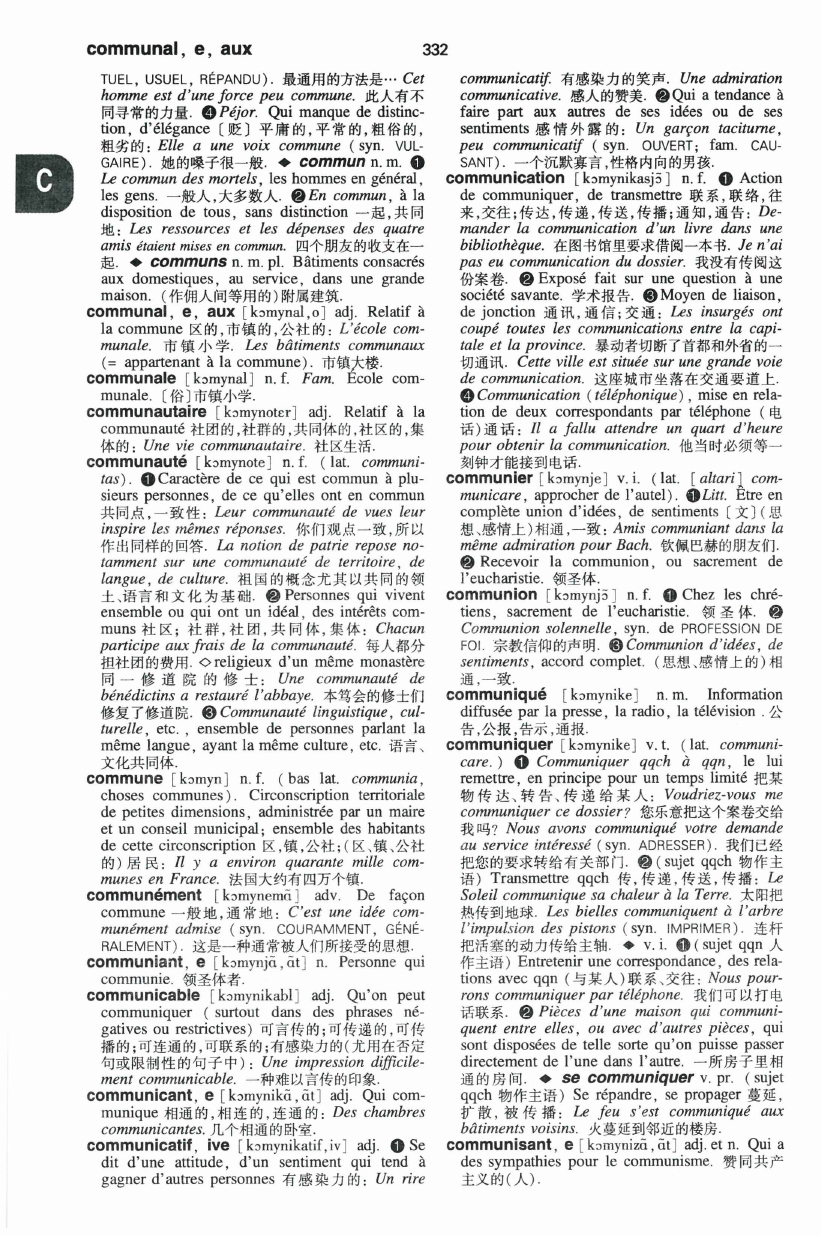 communal, e, aux
332
C
TUEL, USUEL, RÉPANDU). 最通用的方法是… Cet
homme est d'une force peu commune. 此人有不
同寻常的力量. ❹ Péjor. Qui manque de distinc-
tion, d'élégance〔贬〕平庸的,平常的,粗俗的,
粗劣的: Elle a une voix commune (syn. VUL-
GAIRE). 她的嗓子很一般. ◆ commun n. m. ❶
Le commun des mortels, les hommes en général,
les gens. 一般人,大多数人. ❷ En commun, à la
disposition de tous, sans distinction 一起,共同
地: Les ressources et les dépenses des quatre
amis étaient mises en commun. 四个朋友的收支在一
起. ◆ communs n. m. pl. Bâtiments consacrés
aux domestiques, au service, dans une grande
maison. (作佣人间等用的)附属建筑.
communal, e, aux [kɔmynal,o] adj. Relatif à
la commune 区的,市镇的,公社的: L'école com-
munale. 市镇小学. Les bâtiments communaux
(= appartenant à la commune). 市镇大楼.
communale [kɔmynal] n. f. Fam. École com-
munale.〔俗〕市镇小学.
communautaire [kɔmynotɛr] adj. Relatif à la
communauté 社团的,社群的,共同体的,社区的,集
体的: Une vie communautaire. 社区生活.
communauté [kɔmynote] n. f. (lat. communi-
tas). ❶ Caractère de ce qui est commun à plu-
sieurs personnes, de ce qu'elles ont en commun
共同点,一致性: Leur communauté de vues leur
inspire les mêmes réponses. 你们观点一致,所以
作出同样的回答. La notion de patrie repose no-
tamment sur une communauté de territoire, de
langue, de culture. 祖国的概念尤其以共同的领
土、语言和文化为基础. ❷ Personnes qui vivent
ensemble ou qui ont un idéal, des intérêts com-
muns 社区; 社群,社团,共同体,集体: Chacun
participe aux frais de la communauté. 每人都分
担社团的费用. ◇ religieux d'un même monastère
同一修道院的修士: Une communauté de
bénédictins a restauré l'abbaye. 本笃会的修士们
修复了修道院. ❸ Communauté linguistique, cul-
turelle, etc., ensemble de personnes parlant la
même langue, ayant la même culture, etc. 语言、
文化共同体.
commune [kɔmyn] n. f. (bas lat. communia,
choses communes). Circonscription territoriale
de petites dimensions, administrée par un maire
et un conseil municipal; ensemble des habitants
de cette circonscription 区,镇,公社;(区、镇、公社
的)居民: Il y a environ quarante mille com-
munes en France. 法国大约有四万个镇.
communément [kɔmynemɑ̃] adv. De façon
commune 一般地,通常地: C'est une idée com-
munément admise (syn. COURAMMENT, GÉNÉ-
RALEMENT). 这是一种通常被人们所接受的思想.
communiant, e [kɔmynjɑ̃,ɑ̃t] n. Personne qui
communie. 领圣体者.
communicable [kɔmynikabl] adj. Qu'on peut
communiquer (surtout dans des phrases né-
gatives ou restrictives) 可言传的;可传递的,可传
播的;可连通的,可联系的;有感染力的(尤用在否定
句或限制性的句子中): Une impression difficile-
ment communicable. 一种难以言传的印象.
communicant, e [kɔmynikɑ̃,ɑ̃t] adj. Qui com-
munique 相通的,相连的,连通的: Des chambres
communicantes. 几个相通的卧室.
communicatif, ive [kɔmynikatif,iv] adj. ❶ Se
dit d'une attitude, d'un sentiment qui tend à
gagner d'autres personnes 有感染力的: Un rire
communicatif. 有感染力的笑声. Une admiration
communicative. 感人的赞美. ❷ Qui a tendance à
faire part aux autres de ses idées ou de ses
sentiments 感情外露的: Un garçon taciturne,
peu communicatif (syn. OUVERT; fam. CAU-
SANT). 一个沉默寡言,性格内向的男孩.
communication [kɔmynikasjɔ̃] n. f. ❶ Action
de communiquer, de transmettre 联系,联络,往
来,交往;传达,传递,传送,传播;通知,通告: De-
mander la communication d'un livre dans une
bibliothèque. 在图书馆里要求借阅一本书. Je n'ai
pas eu communication du dossier. 我没有传阅这
份案卷. ❷ Exposé fait sur une question à une
société savante. 学术报告. ❸ Moyen de liaison,
de jonction 通讯,通信;交通: Les insurgés ont
coupé toutes les communications entre la capi-
tale et la province. 暴动者切断了首都和外省的一
切通讯. Cette ville est située sur une grande voie
de communication. 这座城市坐落在交通要道上.
❹ Communication (téléphonique), mise en rela-
tion de deux correspondants par téléphone (电
话)通话: Il a fallu attendre un quart d'heure
pour obtenir la communication. 他当时必须等一
刻钟才能接到电话.
communier [kɔmynje] v. i. (lat. [altari] com-
municare, approcher de l'autel). ❶ Litt. Être en
complète union d'idées, de sentiments〔文〕(思
想、感情上)相通,一致: Amis communiant dans la
même admiration pour Bach. 钦佩巴赫的朋友们.
❷ Recevoir la communion, ou sacrement de
l'eucharistie. 领圣体.
communion [kɔmynjɔ̃] n. f. ❶ Chez les chré-
tiens, sacrement de l'eucharistie. 领圣体. ❷
Communion solennelle, syn. de PROFESSION DE
FOI. 宗教信仰的声明. ❸ Communion d'idées, de
sentiments, accord complet. (思想、感情上的)相
通,一致.
communiqué [kɔmynike] n. m. Information
diffusée par la presse, la radio, la télévision . 公
告,公报,告示,通报.
communiquer [kɔmynike] v. t. (lat. communi-
care.) ❶ Communiquer qqch à qqn, le lui
remettre, en principe pour un temps limité 把某
物传达、转告、传递给某人: Voudriez-vous me
communiquer ce dossier? 您乐意把这个案卷交给
我吗? Nous avons communiqué votre demande
au service intéressé (syn. ADRESSER). 我们已经
把您的要求转给有关部门. ❷ (sujet qqch 物作主
语) Transmettre qqch 传,传递,传送,传播: Le
Soleil communique sa chaleur à la Terre. 太阳把
热传到地球. Les bielles communiquent à l'arbre
l'impulsion des pistons (syn. IMPRIMER). 连杆
把活塞的动力传给主轴. ◆ v. i. ❶ (sujet qqn 人
作主语) Entretenir une correspondance, des rela-
tions avec qqn (与某人)联系、交往: Nous pour-
rons communiquer par téléphone. 我们可以打电
话联系. ❷ Pièces d'une maison qui communi-
quent entre elles, ou avec d'autres pièces, qui
sont disposées de telle sorte qu'on puisse passer
directement de l'une dans l'autre. 一所房子里相
通的房间. ◆ se communiquer v. pr. (sujet
qqch 物作主语) Se répandre, se propager 蔓延,
扩散,被传播: Le feu s'est communiqué aux
bâtiments voisins. 火蔓延到邻近的楼房.
communisant, e [kɔmynizɑ̃,ɑ̃t] adj. et n. Qui a
des sympathies pour le communisme. 赞同共产
主义的(人).